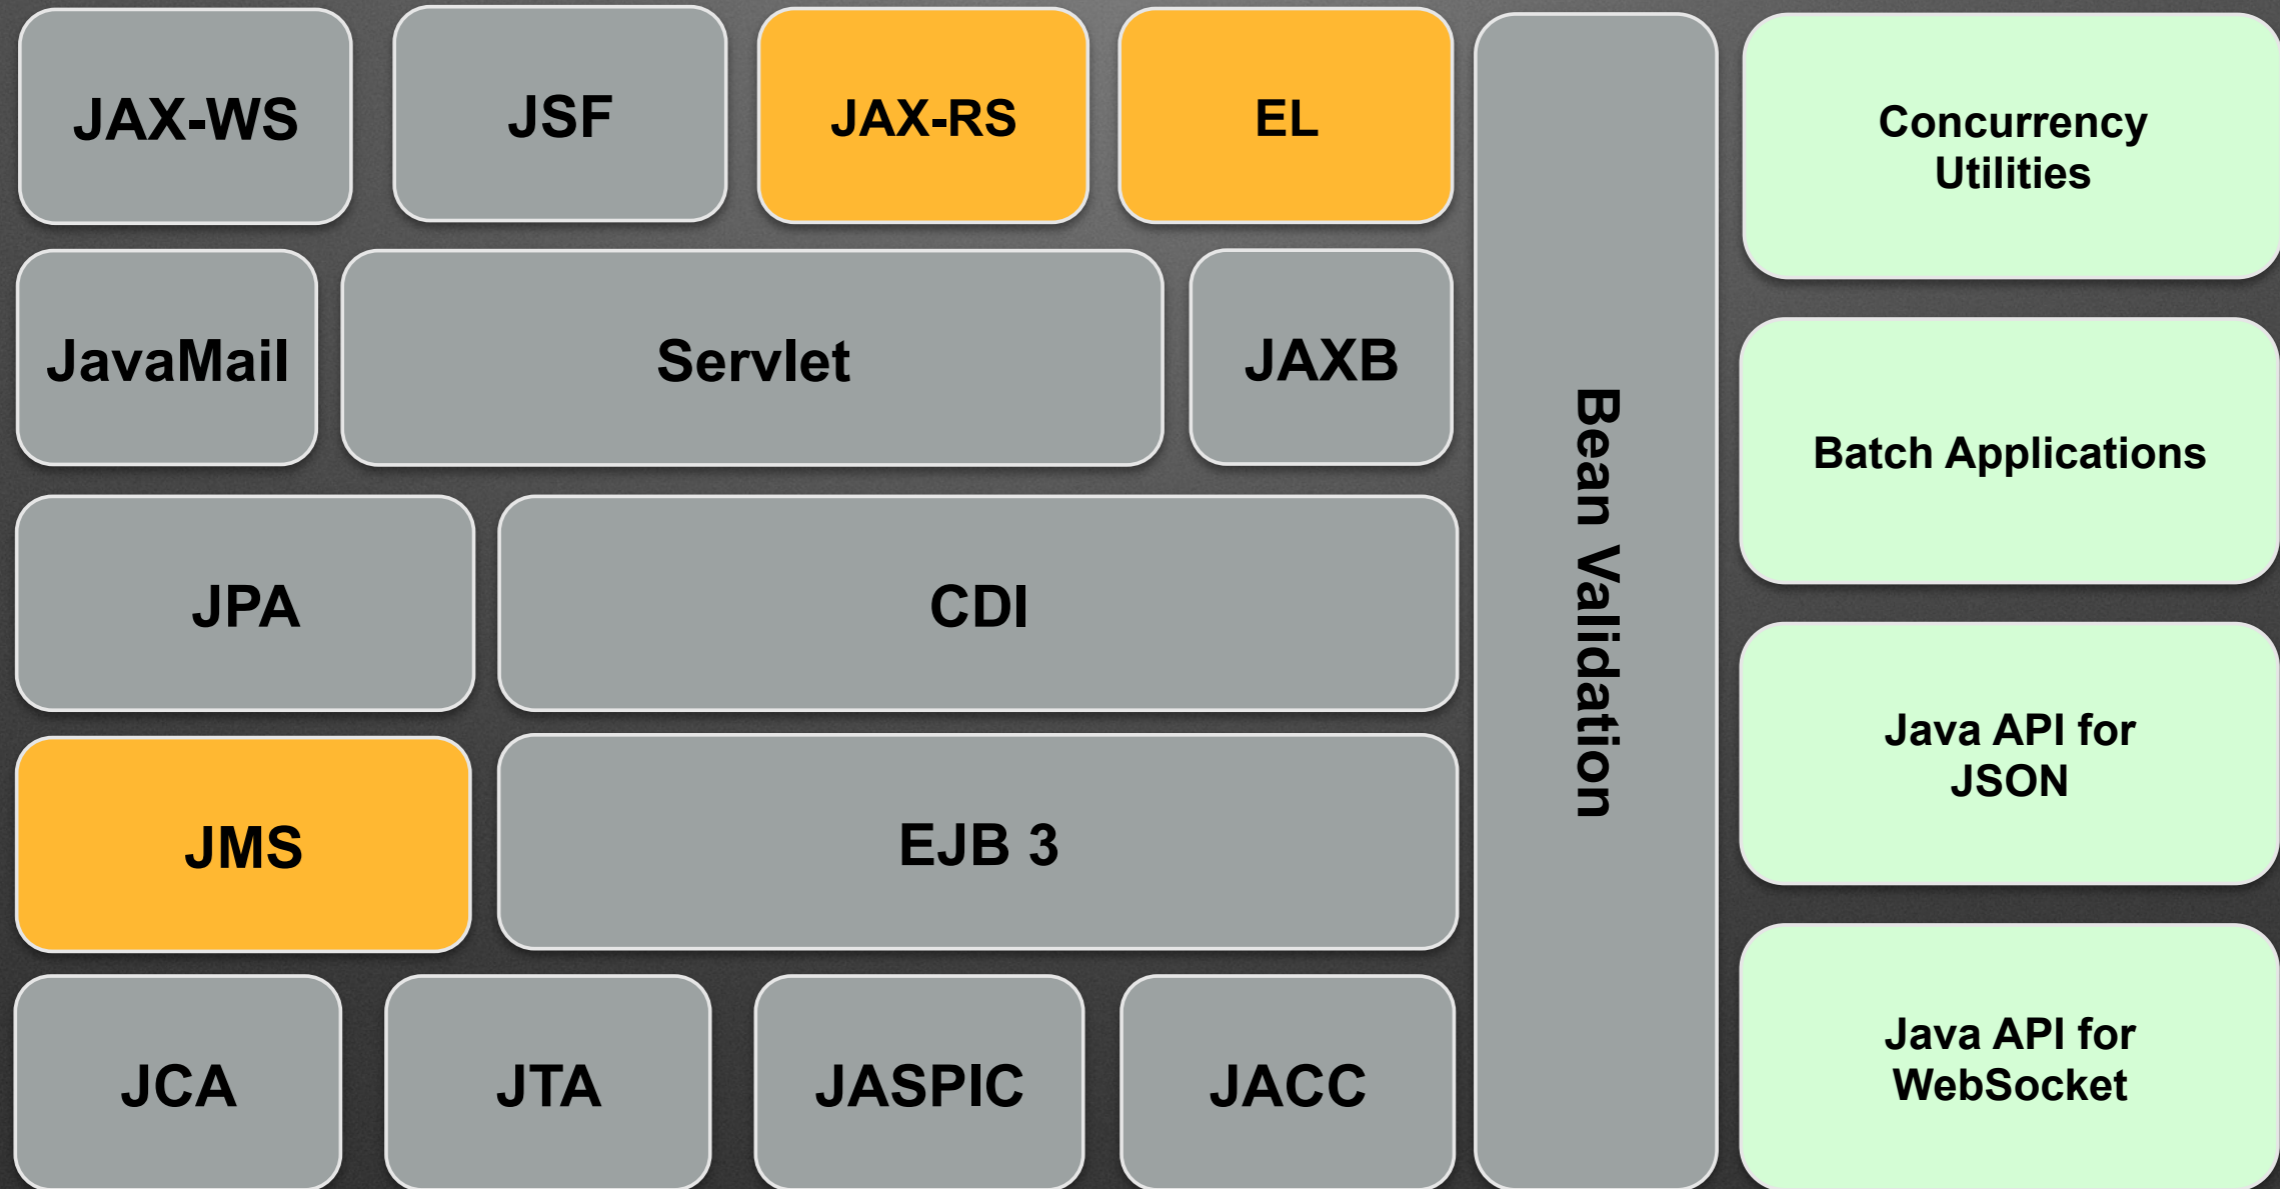 JAX-WS
JSF
JAX-RS
EL
Concurrency
Utilities
JavaMail
Servlet
JAXB
Bean Validation
Batch Applications
JPA
CDI
Java API for
JSON
JMS
EJB 3
JCA
JTA
JASPIC
JACC
Java API for
WebSocket